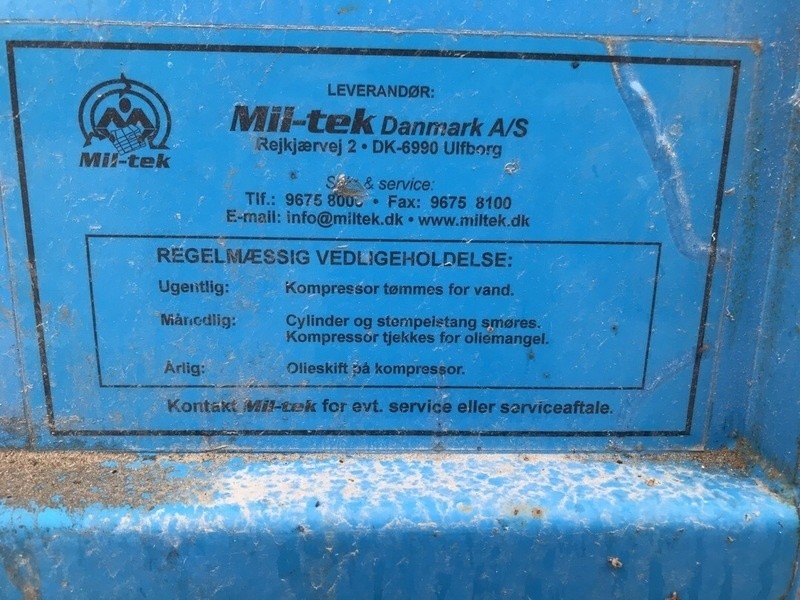 LEVERANDØR:
Mil-tek Danmark A/S
Rejkjærvej 2 • DK-6990 Ulfborg
Mil-tek
& service:
Tlf.: 9675 8000 • Fax: 9675 8100
E-mail: info@miltek.dk • www.miltek.dk
REGELMÆSSIG VEDLIGEHOLDELSE:
Ugentlig: Kompressor tømmes for vand.
Månedlig: Cylinder og stempelstang smøres.
Kompressor tjekkes for oliemangel.
Årlig: Olieskift på kompressor.
Kontakt Mil-tek for evt. service eller serviceaftale.